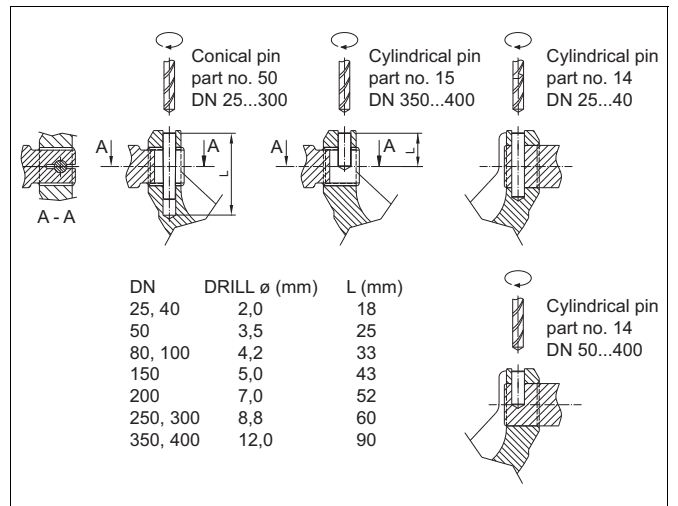 Conical pin
part no. 50
DN 25...300
Cylindrical pin
part no. 15
DN 350...400
Cylindrical pin
part no. 14
DN 25...40
A - A
A A
L
A A
L
DN DRILL ø (mm) L (mm)
25, 40 2,0 18
50 3,5 25
80, 100 4,2 33
150 5,0 43
200 7,0 52
250, 300 8,8 60
350, 400 12,0 90
Cylindrical pin
part no. 14
DN 50...400